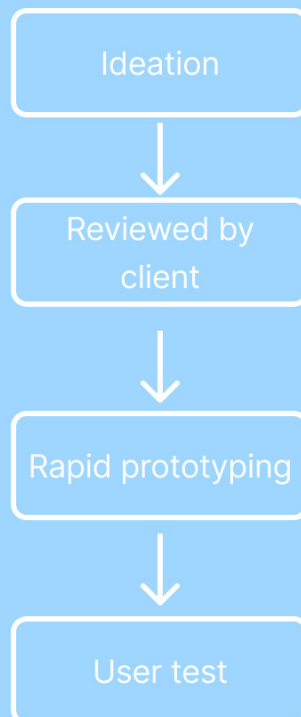 Ideation
Reviewed by
client
Rapid prototyping
User test